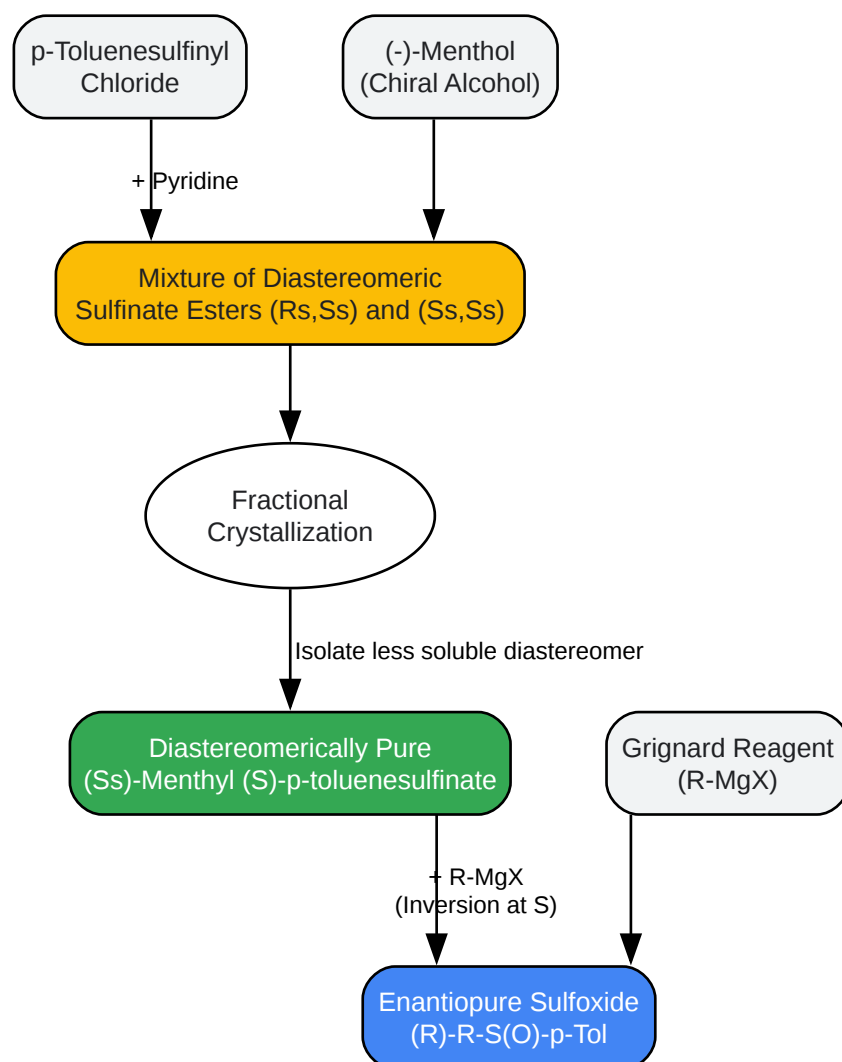 p-Toluenesulfinyl
Chloride
(-)-Menthol
(Chiral Alcohol)
+ Pyridine
Mixture of Diastereomeric
Sulfinate Esters (Rs,Ss) and (Ss,Ss)
Fractional
Crystallization
Isolate less soluble diastereomer
Diastereomerically Pure
(Ss)-Menthyl (S)-p-toluenesulfinate
Grignard Reagent
(R-MgX)
+ R-MgX
(Inversion at S)
Enantiopure Sulfoxide
(R)-R-S(O)-p-Tol